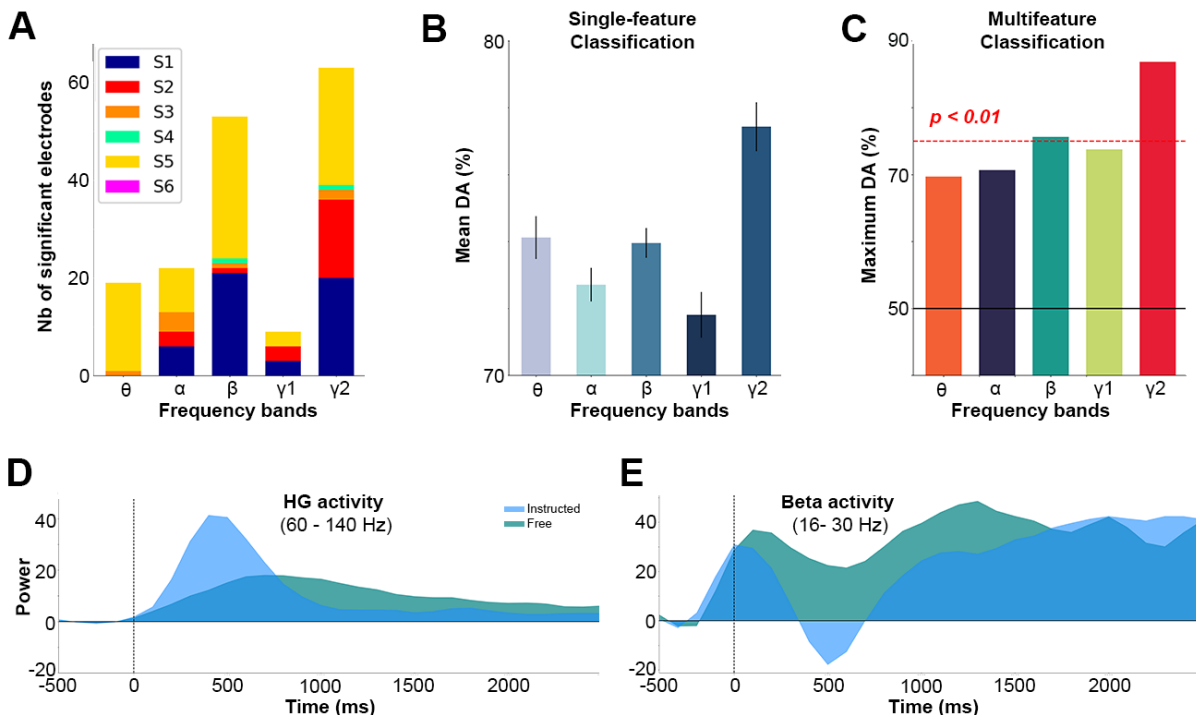 A
Nb of significant electrodes
60
40
20
0
S1
S2
S3
S4
S5
S6
θ
α
β
γ1
γ2
Frequency bands
B
Single-feature
Classification
Mean DA (%)
80
70
θ
α
β
γ1
γ2
Frequency bands
C
Multifeature
Classification
Maximum DA (%)
90
70
50
p < 0.01
θ
α
β
γ1
γ2
Frequency bands
D
HG activity
(60 - 140 Hz)
Instructed
Free
Power
40
20
0
-20
-500
0
500
1000
1500
2000
Time (ms)
E
Beta activity
(16- 30 Hz)
40
20
0
-20
-500
0
500
1000
1500
2000
Time (ms)